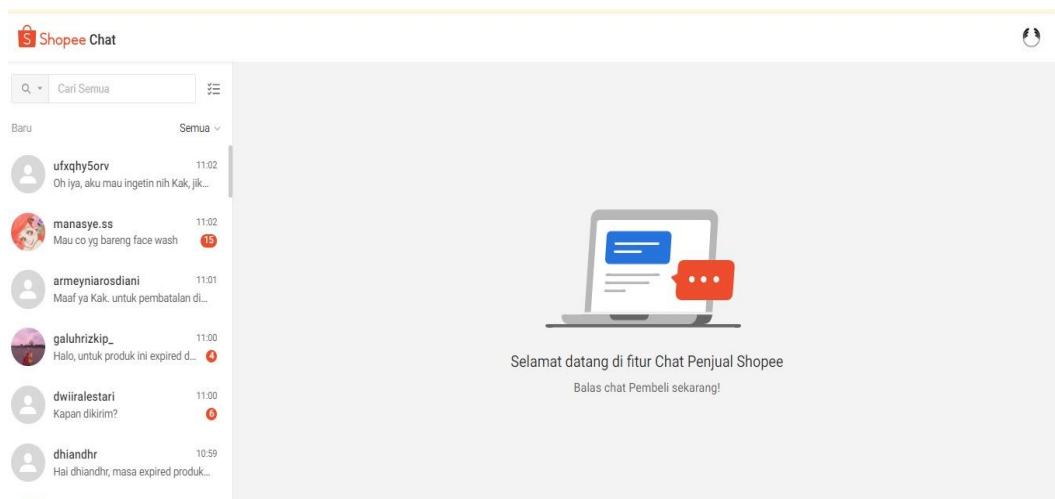 Shopee Chat
Cari Semua
Baru Semua
ufxqhy5orv 11:02
Oh iya, aku mau ingetin nih Kak, jik...
manasye.ss 11:02
Mau co yg bareng face wash 15
armeyniarosdiani 11:01
Maaf ya Kak. untuk pembatalan di...
galuhrizkip_ 11:00
Halo, untuk produk ini expired d... 4
dwiiralestari 11:00
Kapan dikirim? 6
dhiandhr 10:59
Hai dhiandhr, masa expired produk...
Selamat datang di fitur Chat Penjual Shopee
Balas chat Pembeli sekarang!